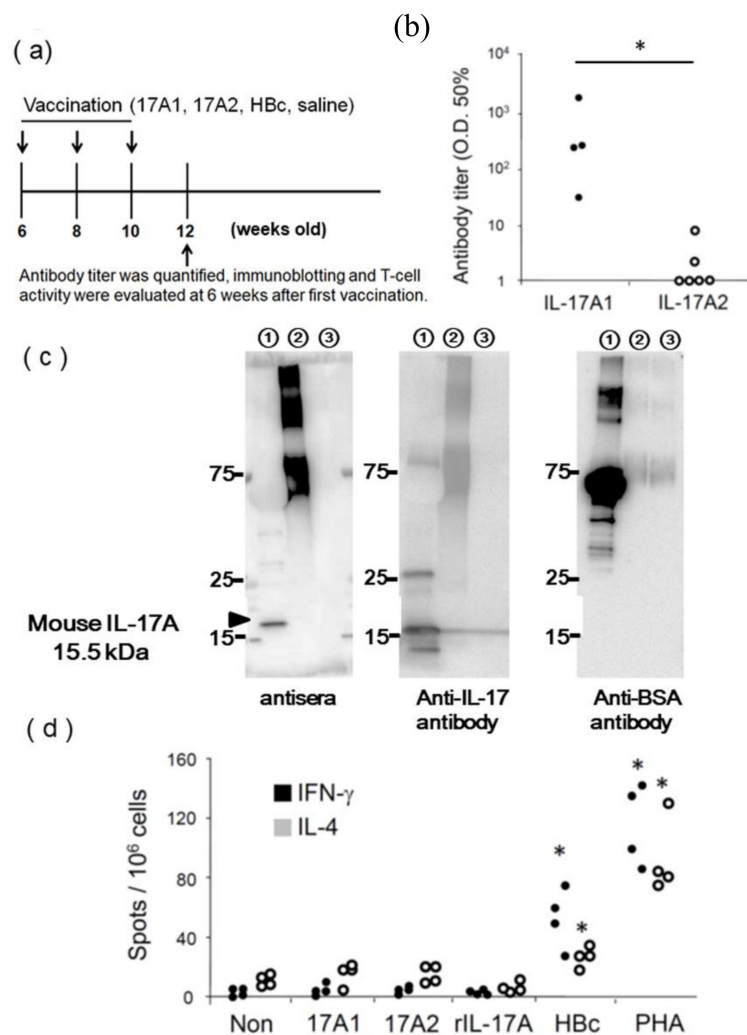 ( a )
Vaccination (17A1, 17A2, HBc, saline)
6 8 10 12 (weeks old)
Antibody titer was quantified, immunoblotting and T-cell
activity were evaluated at 6 weeks after first vaccination.
(b)
Antibody titer (O.D. 50%
10⁴
*
10³
10²
10
1
IL-17A1 IL-17A2
( c )
① ② ③ ① ② ③ ① ② ③
75 75 75
25 25 25
15 15 15
Mouse IL-17A
15.5 kDa
antisera
Anti-IL-17
antibody
Anti-BSA
antibody
( d )
Spots / 10⁶ cells
160
120
80
40
0
IFN-γ
IL-4
* *
*
*
Non 17A1 17A2 rIL-17A HBc PHA